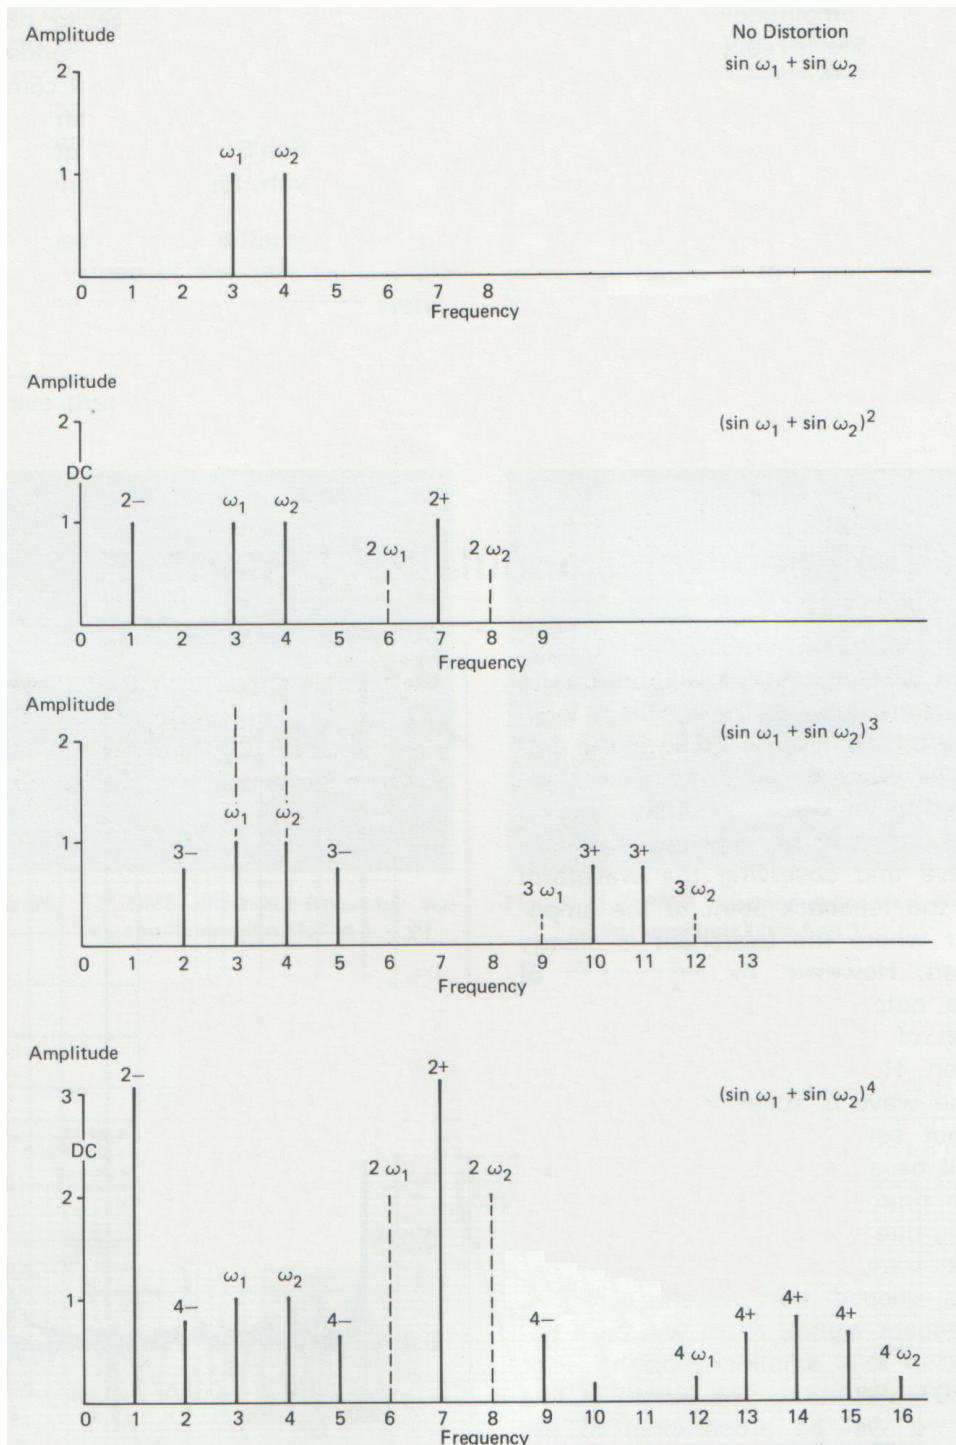 Amplitude
No Distortion
sin ω₁ + sin ω₂
2
ω₁ ω₂
1
0 1 2 3 4 5 6 7 8
Frequency
Amplitude
2
(sin ω₁ + sin ω₂)²
DC
2− ω₁ ω₂ 2+
1
2 ω₁ 2 ω₂
0 1 2 3 4 5 6 7 8 9
Frequency
Amplitude
(sin ω₁ + sin ω₂)³
2
ω₁ ω₂
1
3− 3− 3+ 3+
3 ω₁ 3 ω₂
0 1 2 3 4 5 6 7 8 9 10 11 12 13
Frequency
Amplitude
2− 2+
3
(sin ω₁ + sin ω₂)⁴
DC
2 ω₁ 2 ω₂
2
ω₁ ω₂
1
4− 4− 4− 4+ 4+ 4+
4 ω₁ 4 ω₂
0 1 2 3 4 5 6 7 8 9 10 11 12 13 14 15 16
Frequency